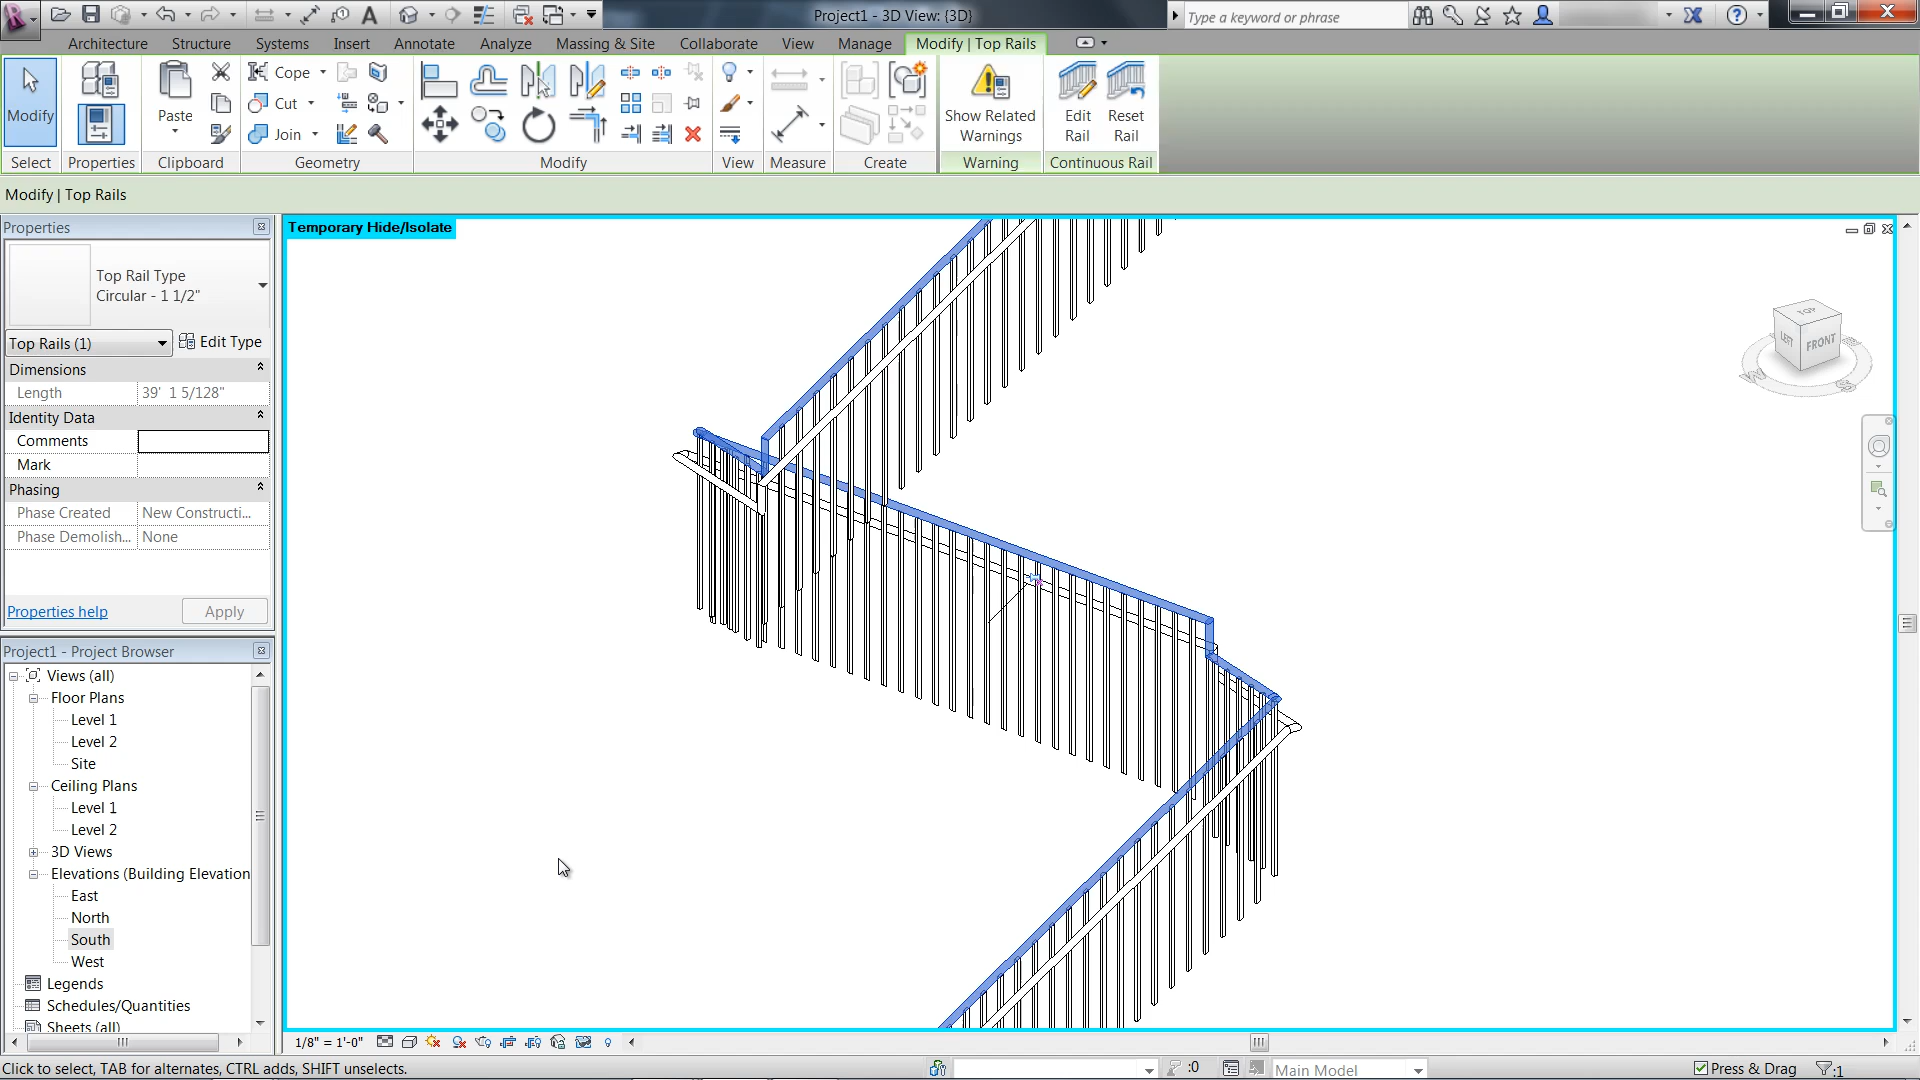 Project1 - 3D View: {3D}
Type a keyword or phrase
Architecture Structure Systems Insert Annotate Analyze Massing & Site Collaborate View Manage Modify | Top Rails
Modify
Paste
Cope
Cut
Join
Show Related Warnings
Edit Rail
Reset Rail
Select Properties Clipboard Geometry Modify View Measure Create Warning Continuous Rail
Modify | Top Rails
Properties
Top Rail Type
Circular - 1 1/2"
Top Rails (1) Edit Type
Dimensions
Length 39' 1 5/128"
Identity Data
Comments
Mark
Phasing
Phase Created New Constructi...
Phase Demolish... None
Properties help Apply
Project1 - Project Browser
Views (all)
Floor Plans
Level 1
Level 2
Site
Ceiling Plans
Level 1
Level 2
3D Views
Elevations (Building Elevation
East
North
South
West
Legends
Schedules/Quantities
Sheets (all)
Temporary Hide/Isolate
TOP
LEFT FRONT
W S
1/8" = 1'-0"
Click to select, TAB for alternates, CTRL adds, SHIFT unselects.
:0
Main Model
Press & Drag
:1